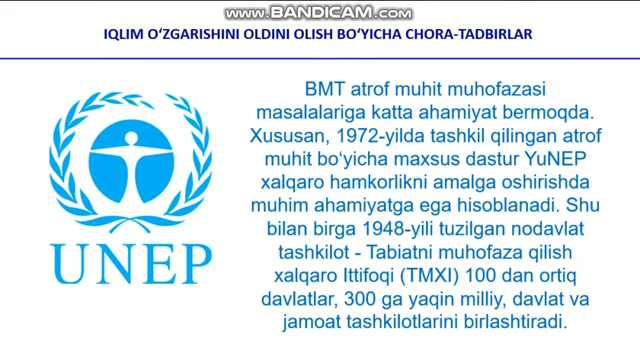 www.BANDICAM.com
IQLIM O‘ZGARISHINI OLDINI OLISH BO‘YICHA CHORA-TADBIRLAR
BMT atrof muhit muhofazasi
masalalariga katta ahamiyat bermoqda.
Xususan, 1972-yilda tashkil qilingan atrof
muhit bo‘yicha maxsus dastur YuNEP
xalqaro hamkorlikni amalga oshirishda
muhim ahamiyatga ega hisoblanadi. Shu
bilan birga 1948-yili tuzilgan nodavlat
tashkilot - Tabiatni muhofaza qilish
xalqaro Ittifoqi (TMXI) 100 dan ortiq
davlatlar, 300 ga yaqin milliy, davlat va
jamoat tashkilotlarini birlashtiradi.
UNEP